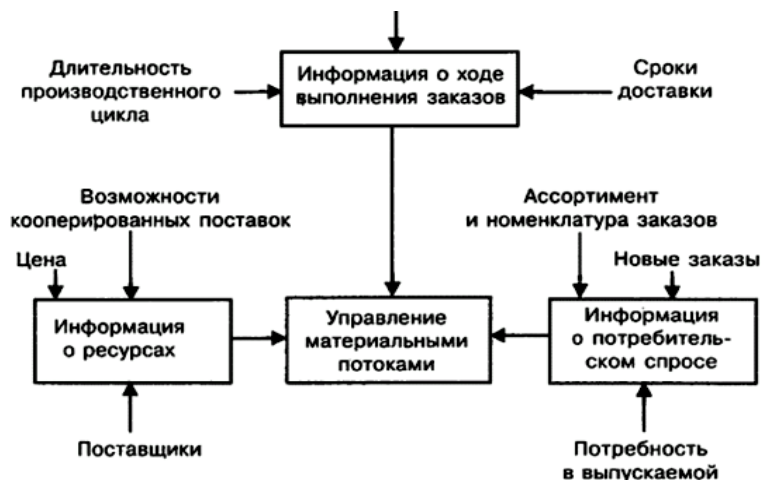 Длительность
производственного
цикла
Информация о ходе
выполнения заказов
Сроки
доставки
Возможности
кооперированных поставок
Цена
Ассортимент
и номенклатура заказов
Новые заказы
Информация
о ресурсах
Управление
материальными
потоками
Информация
о потребитель-
ском спросе
Поставщики
Потребность
в выпускаемой